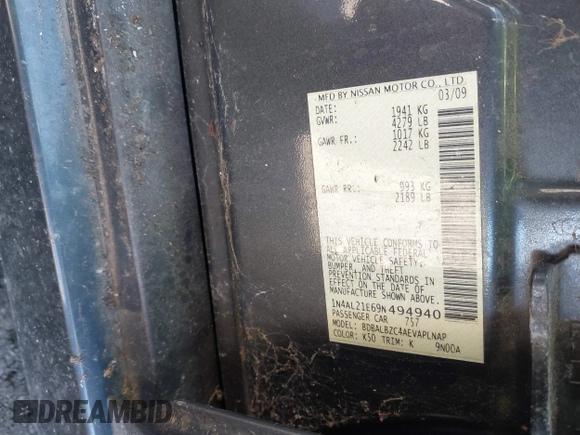 MFD BY NISSAN MOTOR CO., LTD.
DATE: 03/09
GVWR: 1941 KG
4279 LB
GAWR FR.: 1017 KG
2242 LB
GAWR RR.: 993 KG
2189 LB
THIS VEHICLE CONFORMS TO
ALL APPLICABLE FEDERAL
MOTOR VEHICLE SAFETY,
BUMPER, AND THEFT
PREVENTION STANDARDS IN
EFFECT ON THE DATE OF
MANUFACTURE SHOWN ABOVE.
1N4AL21E69N494940
PASSENGER CAR 757
MODEL: BDBALBZC4AEVAPLNAP
COLOR: K50 TRIM: K 9N00A
DREAMBID